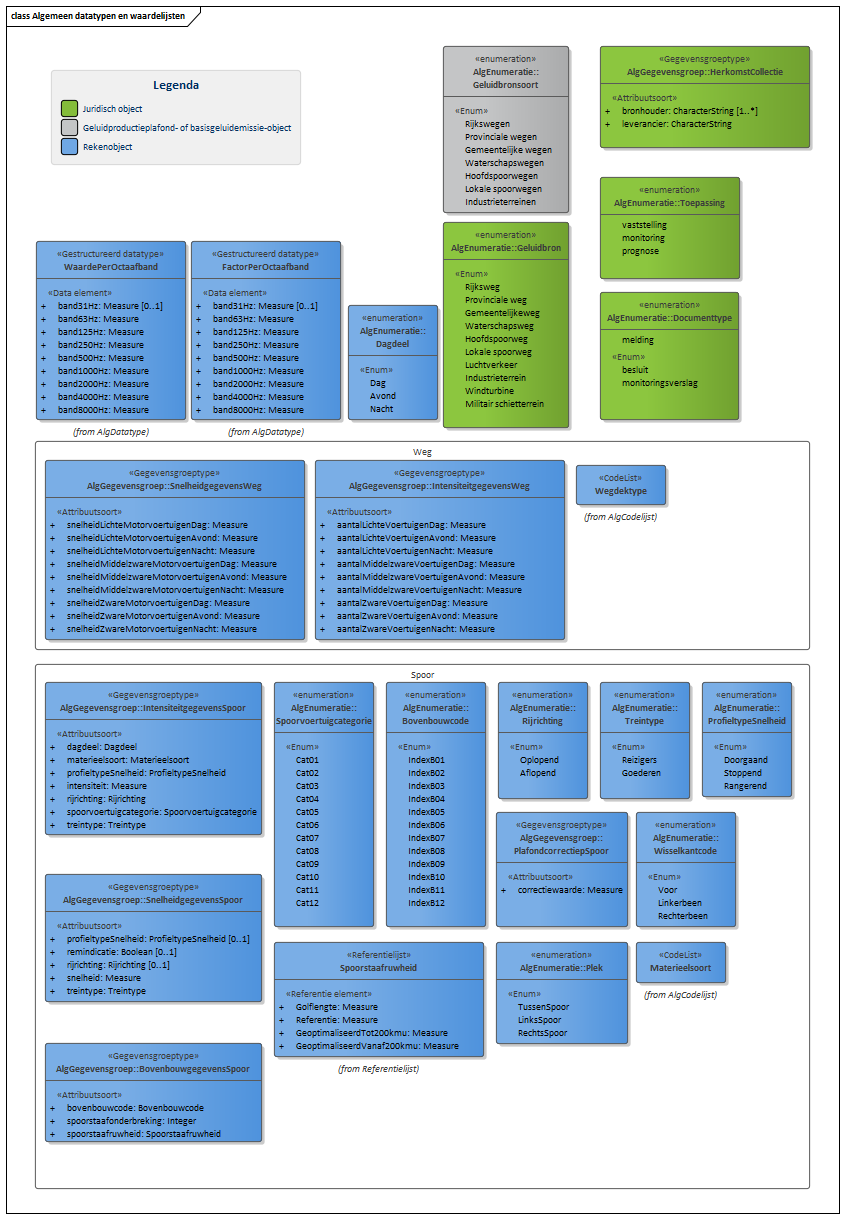 class Algemeen datatypen en waardelijsten
Legenda
Juridisch object
Geluidproductieplafond- of basisgeluidemissie-object
Rekenobject
«enumeration»
AlgEnumeratie::
Geluidbronsoort
«Enum»
Rijkswegen
Provinciale wegen
Gemeentelijke wegen
Waterschapswegen
Hoofdspoorwegen
Lokale spoorwegen
Industrieterreinen
«Gegevensgroeptype»
AlgGegevensgroep::HerkomstCollectie
«Attribuutsoort»
+ bronhouder: CharacterString [1..*]
+ leverancier: CharacterString
«enumeration»
AlgEnumeratie::Toepassing
vaststelling
monitoring
prognose
«Gestructureerd datatype»
WaardePerOctaafband
«Data element»
+ band31Hz: Measure [0..1]
+ band63Hz: Measure
+ band125Hz: Measure
+ band250Hz: Measure
+ band500Hz: Measure
+ band1000Hz: Measure
+ band2000Hz: Measure
+ band4000Hz: Measure
+ band8000Hz: Measure
(from AlgDatatype)
«Gestructureerd datatype»
FactorPerOctaafband
«Data element»
+ band31Hz: Measure [0..1]
+ band63Hz: Measure
+ band125Hz: Measure
+ band250Hz: Measure
+ band500Hz: Measure
+ band1000Hz: Measure
+ band2000Hz: Measure
+ band4000Hz: Measure
+ band8000Hz: Measure
(from AlgDatatype)
«enumeration»
AlgEnumeratie::
Dagdeel
«Enum»
Dag
Avond
Nacht
«enumeration»
AlgEnumeratie::Geluidbron
«Enum»
Rijksweg
Provinciale weg
Gemeentelijkeweg
Waterschapsweg
Hoofdspoorweg
Lokale spoorweg
Luchtverkeer
Industrieterrein
Windturbine
Militair schietterrein
«enumeration»
AlgEnumeratie::Documenttype
melding
«Enum»
besluit
monitoringsverslag
Weg
«Gegevensgroeptype»
AlgGegevensgroep::SnelheidgegevensWeg
«Attribuutsoort»
+ snelheidLichteMotorvoertuigenDag: Measure
+ snelheidLichteMotorvoertuigenAvond: Measure
+ snelheidLichteMotorvoertuigenNacht: Measure
+ snelheidMiddelzwareMotorvoertuigenDag: Measure
+ snelheidMiddelzwareMotorvoertuigenAvond: Measure
+ snelheidMiddelzwareMotorvoertuigenNacht: Measure
+ snelheidZwareMotorvoertuigenDag: Measure
+ snelheidZwareMotorvoertuigenAvond: Measure
+ snelheidZwareMotorvoertuigenNacht: Measure
«Gegevensgroeptype»
AlgGegevensgroep::IntensiteitgegevensWeg
«Attribuutsoort»
+ aantalLichteVoertuigenDag: Measure
+ aantalLichteVoertuigenAvond: Measure
+ aantalLichteVoertuigenNacht: Measure
+ aantalMiddelzwareVoertuigenDag: Measure
+ aantalMiddelzwareVoertuigenAvond: Measure
+ aantalMiddelzwareVoertuigenNacht: Measure
+ aantalZwareVoertuigenDag: Measure
+ aantalZwareVoertuigenAvond: Measure
+ aantalZwareVoertuigenNacht: Measure
«CodeList»
Wegdektype
(from AlgCodelijst)
Spoor
«Gegevensgroeptype»
AlgGegevensgroep::IntensiteitgegevensSpoor
«Attribuutsoort»
+ dagdeel: Dagdeel
+ materieelsoort: Materieelsoort
+ profieltypeSnelheid: ProfieltypeSnelheid
+ intensiteit: Measure
+ rijrichting: Rijrichting
+ spoorvoertuigcategorie: Spoorvoertuigcategorie
+ treintype: Treintype
«enumeration»
AlgEnumeratie::
Spoorvoertuigcategorie
«Enum»
Cat01
Cat02
Cat03
Cat04
Cat05
Cat06
Cat07
Cat08
Cat09
Cat10
Cat11
Cat12
«enumeration»
AlgEnumeratie::
Bovenbouwcode
«Enum»
IndexB01
IndexB02
IndexB03
IndexB04
IndexB05
IndexB06
IndexB07
IndexB08
IndexB09
IndexB10
IndexB11
IndexB12
«enumeration»
AlgEnumeratie::
Rijrichting
«Enum»
Oplopend
Aflopend
«enumeration»
AlgEnumeratie::
Treintype
«Enum»
Reizigers
Goederen
«enumeration»
AlgEnumeratie::
ProfieltypeSnelheid
«Enum»
Doorgaand
Stoppend
Rangerend
«Gegevensgroeptype»
AlgGegevensgroep::
PlafondcorrectiepSpoor
«Attribuutsoort»
+ correctiewaarde: Measure
«enumeration»
AlgEnumeratie::
Wisselkantcode
«Enum»
Voor
Linkerbeen
Rechterbeen
«Gegevensgroeptype»
AlgGegevensgroep::SnelheidgegevensSpoor
«Attribuutsoort»
+ profieltypeSnelheid: ProfieltypeSnelheid [0..1]
+ remindicatie: Boolean [0..1]
+ rijrichting: Rijrichting [0..1]
+ snelheid: Measure
+ treintype: Treintype
«Referentielijst»
Spoorstaafruwheid
«Referentie element»
+ Golflengte: Measure
+ Referentie: Measure
+ GeoptimaliseerdTot200kmu: Measure
+ GeoptimaliseerdVanaf200kmu: Measure
(from Referentielijst)
«enumeration»
AlgEnumeratie::Plek
«Enum»
TussenSpoor
LinksSpoor
RechtsSpoor
«CodeList»
Materieelsoort
(from AlgCodelijst)
«Gegevensgroeptype»
AlgGegevensgroep::BovenbouwgegevensSpoor
«Attribuutsoort»
+ bovenbouwcode: Bovenbouwcode
+ spoorstaafonderbreking: Integer
+ spoorstaafruwheid: Spoorstaafruwheid